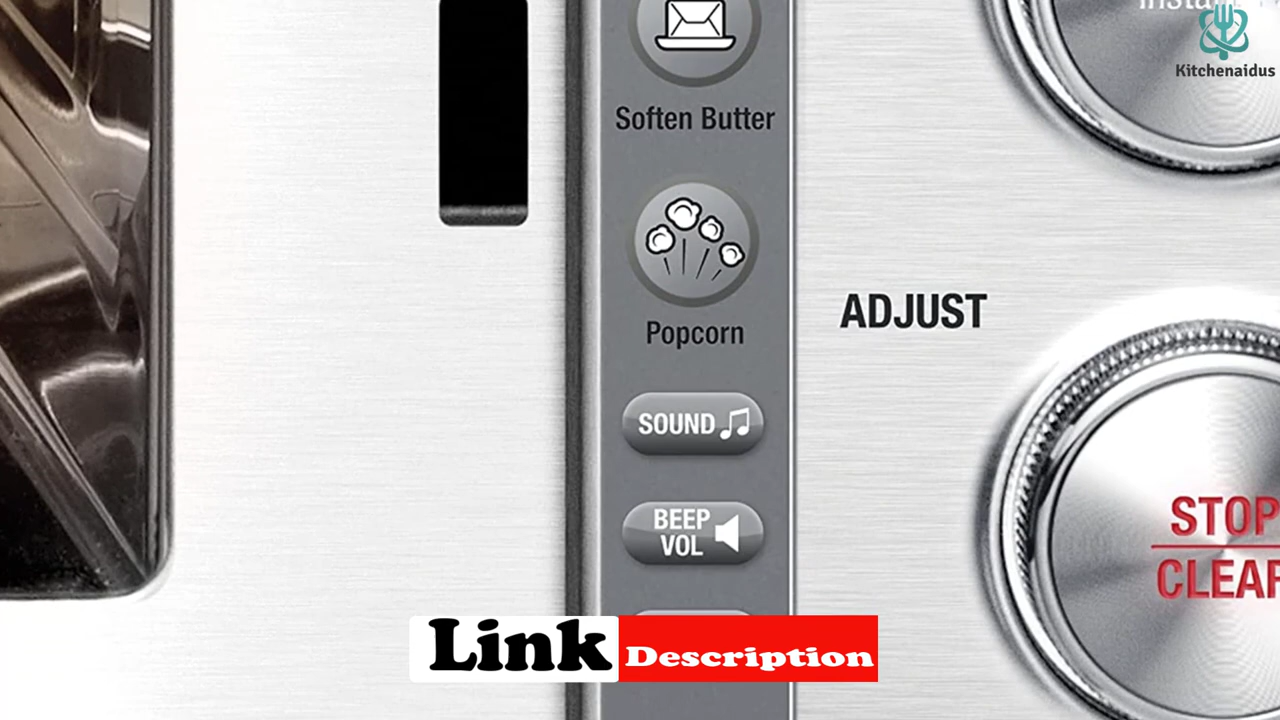 Kitchenaidus
Soften Butter
Popcorn
ADJUST
SOUND
BEEP
VOL
STOP
CLEAR
Link Description